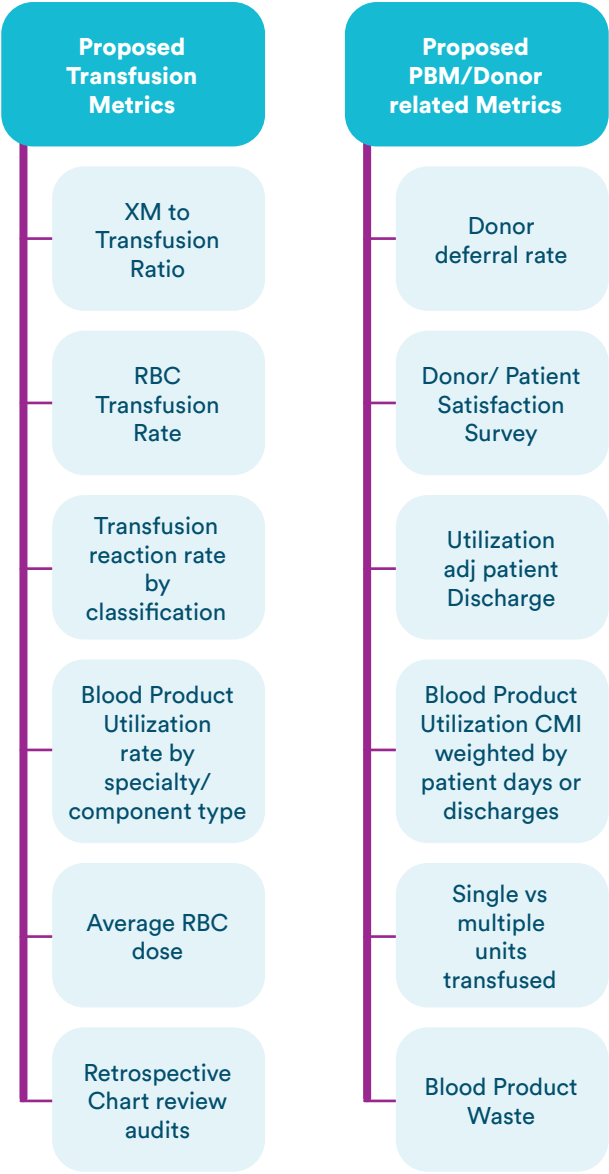 Proposed
Transfusion
Metrics
XM to
Transfusion
Ratio
RBC
Transfusion
Rate
Transfusion
reaction rate
by
classification
Blood Product
Utilization
rate by
specialty/
component type
Average RBC
dose
Retrospective
Chart review
audits
Proposed
PBM/Donor
related Metrics
Donor
deferral rate
Donor/ Patient
Satisfaction
Survey
Utilization
adj patient
Discharge
Blood Product
Utilization CMI
weighted by
patient days or
discharges
Single vs
multiple
units
transfused
Blood Product
Waste